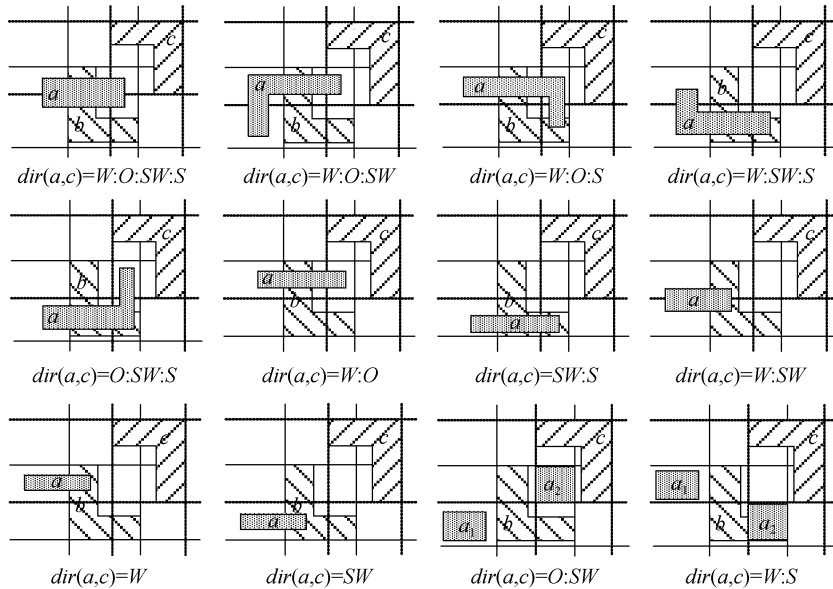 c
a
b
dir(a,c)=W:O:SW:S
c
a
b
dir(a,c)=W:O:SW
c
a
b
dir(a,c)=W:O:S
c
b
a
dir(a,c)=W:SW:S
c
b
a
dir(a,c)=O:SW:S
c
a
b
dir(a,c)=W:O
c
b
a
dir(a,c)=SW:S
c
a
b
dir(a,c)=W:SW
c
a
b
dir(a,c)=W
c
b
a
dir(a,c)=SW
c
a₂
a₁ b
dir(a,c)=O:SW
c
a₁
b a₂
dir(a,c)=W:S